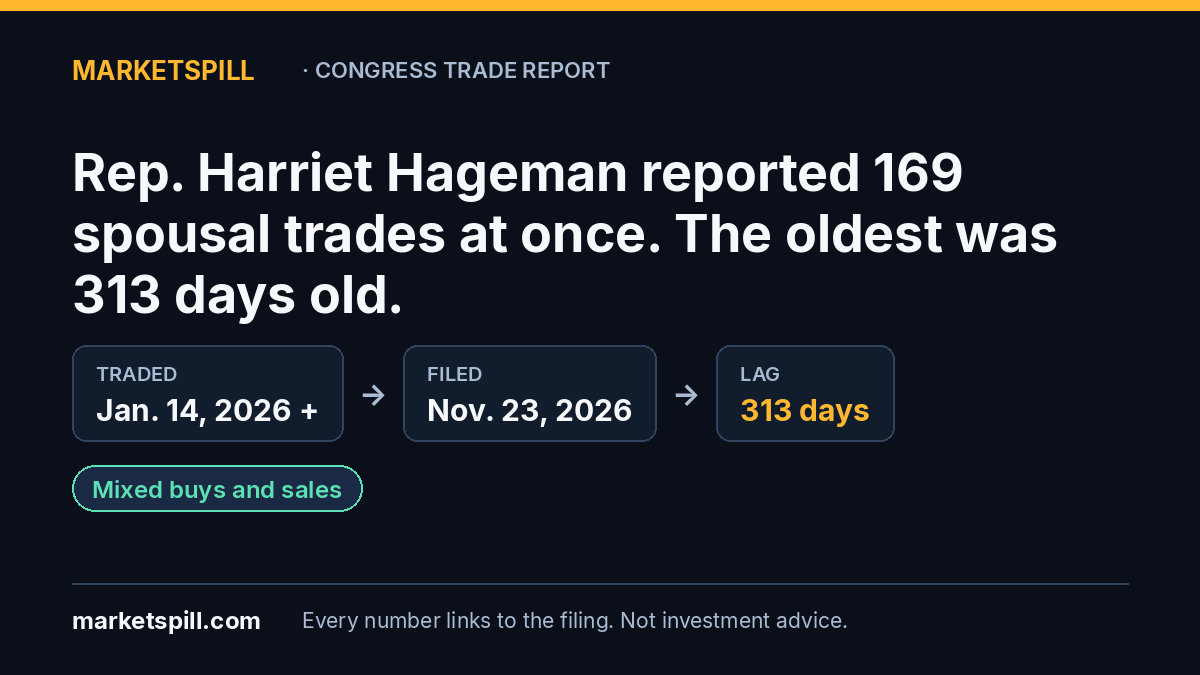 MARKETSPILL · CONGRESS TRADE REPORT
Rep. Harriet Hageman reported 169
spousal trades at once. The oldest was
313 days old.
TRADED
Jan. 14, 2026 +
→
FILED
Nov. 23, 2026
→
LAG
313 days
Mixed buys and sales
marketspill.com Every number links to the filing. Not investment advice.